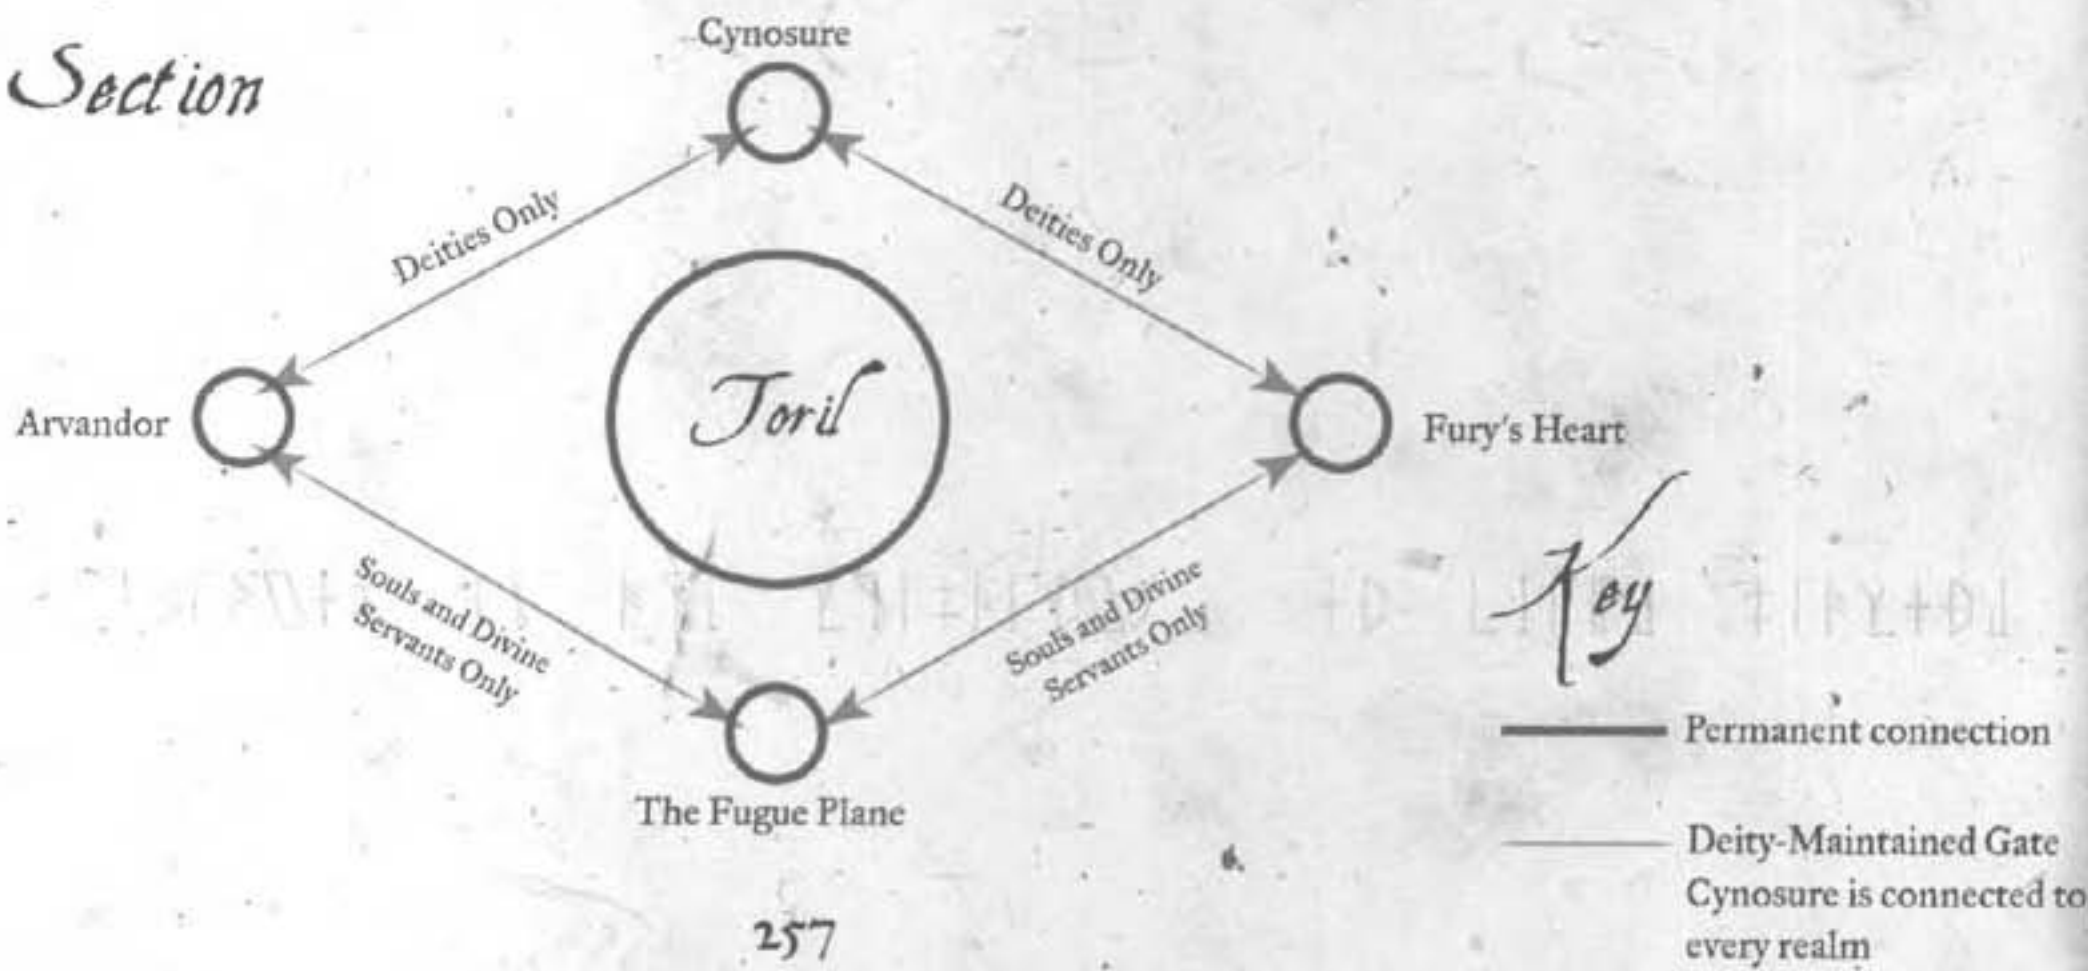 Section
Cynosure
Deities Only
Deities Only
Toril
Arvandor
Fury's Heart
Souls and Divine
Servants Only
Souls and Divine
Servants Only
The Fugue Plane
Key
Permanent connection
Deity-Maintained Gate
Cynosure is connected to
every realm
257